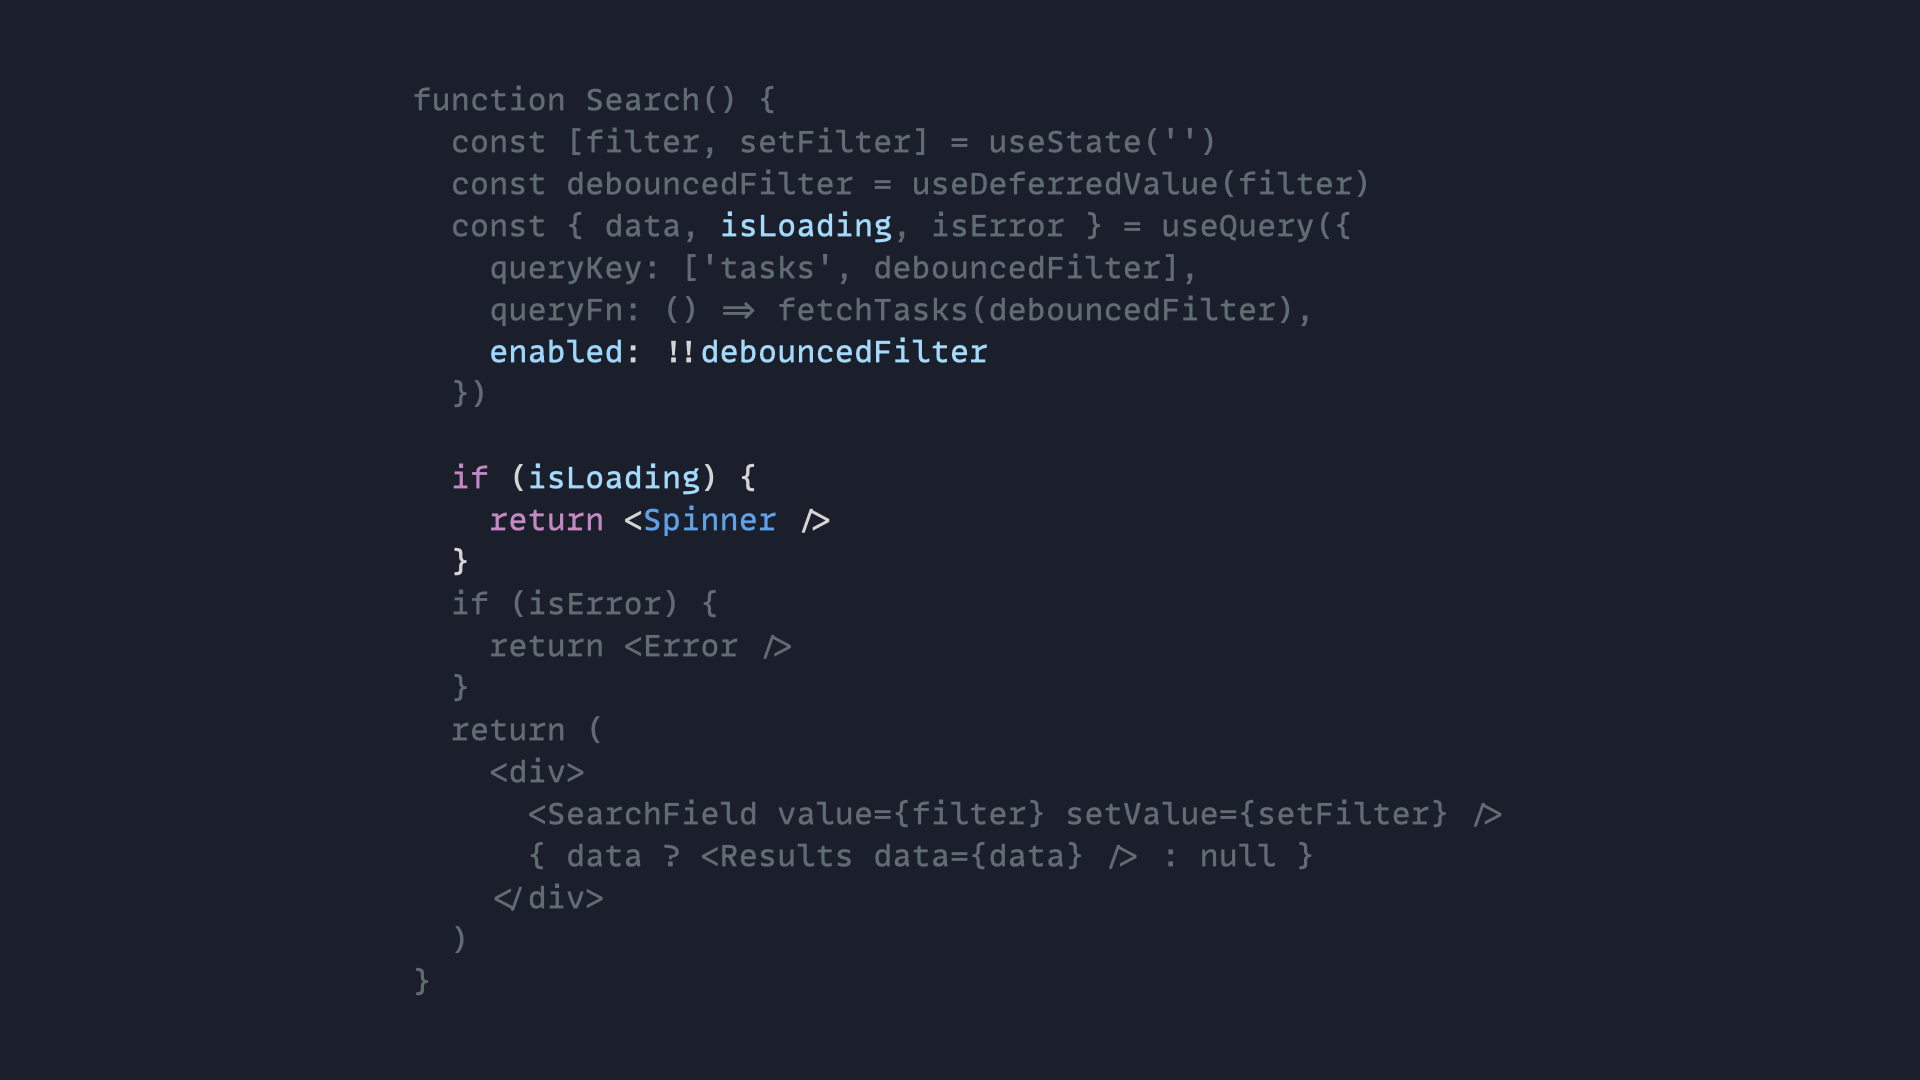 function Search() {
  const [filter, setFilter] = useState('')
  const debouncedFilter = useDeferredValue(filter)
  const { data, isLoading, isError } = useQuery({
    queryKey: ['tasks', debouncedFilter],
    queryFn: () => fetchTasks(debouncedFilter),
    enabled: !!debouncedFilter
  })

  if (isLoading) {
    return <Spinner />
  }
  if (isError) {
    return <Error />
  }
  return (
    <div>
      <SearchField value={filter} setValue={setFilter} />
      { data ? <Results data={data} /> : null }
    </div>
  )
}